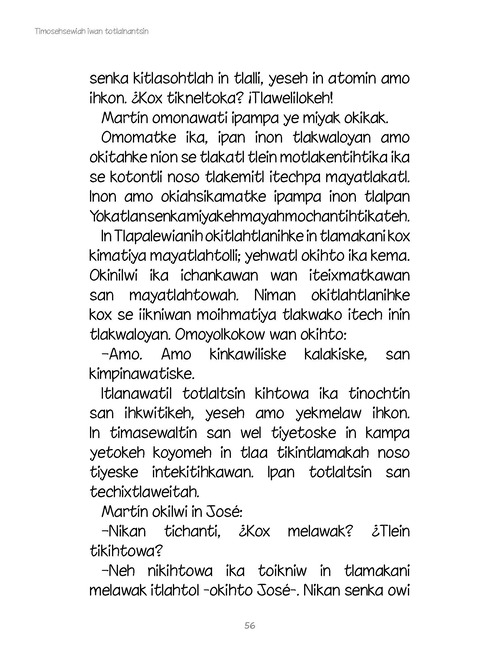 Timosehsewiah iwan totlalnantsin
senka kitlasohtlah in tlalli, yeseh in atomin amo
ihkon. ¿Kox tikneltoka? ¡Tlawelilokeh!
Martín omonawati ipampa ye miyak okikak.
Omomatke ika, ipan inon tlakwaloyan amo
okitahke nion se tlakatl tlein motlakentihtika ika
se kotontli noso tlakemitl itechpa mayatlakatl.
Inon amo okiahsikamatke ipampa inon tlalpan
Yokatlansenkamiyakehmayahmochantihtikateh.
In Tlapalewianih okitlahtlanihke in tlamakani kox
kimatiya mayatlahtolli; yehwatl okihto ika kema.
Okinilwi ika ichankawan wan iteixmatkawan
san mayatlahtowah. Niman okitlahtlanihke
kox se iikniwan moihmatiya tlakwako itech inin
tlakwaloyan. Omoyolkokow wan okihto:
–Amo. Amo kinkawiliske kalakiske, san
kimpinawatiske.
Itlanawatil totlaltsin kihtowa ika tinochtin
san ihkwitikeh, yeseh amo yekmelaw ihkon.
In timasewaltin san wel tiyetoske in kampa
yetokeh koyomeh in tlaa tikintlamakah noso
tiyeske intekitihkawan. Ipan totlaltsin san
techixtlaweitah.
Martín okilwi in José:
–Nikan tichanti, ¿Kox melawak? ¿Tlein
tikihtowa?
–Neh nikihtowa ika toikniw in tlamakani
melawak itlahtol -okihto José-. Nikan senka owi
56